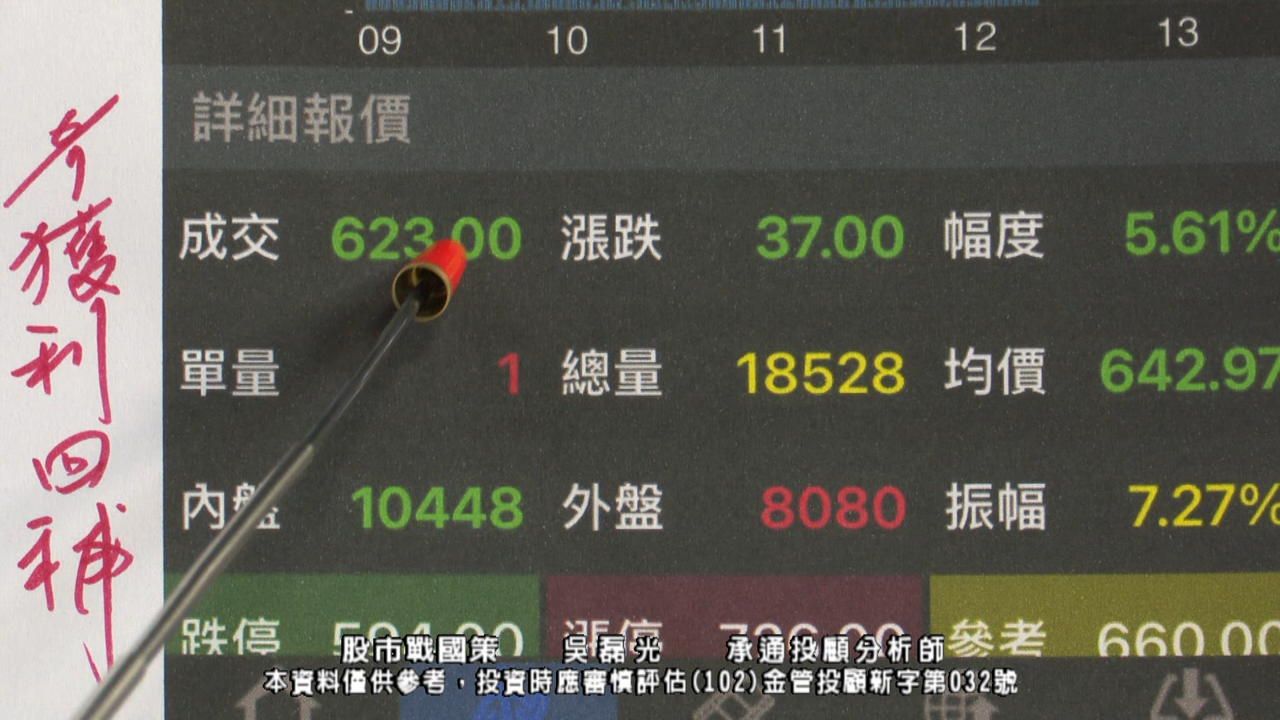 09 10 11 12 13
詳細報價
成交 623.00 漲跌 37.00 幅度 5.61%
單量 1 總量 18528 均價 642.97
內盤 10448 外盤 8080 振幅 7.27%
跌停 594.00 漲停 參考 660.00
獲利回補
股市戰國策 吳磊光 承通投顧分析師
本資料僅供參考，投資時應審慎評估(102)金管投顧新字第032號